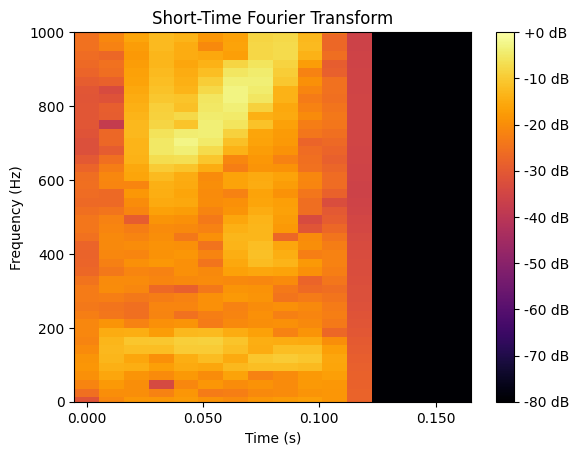 Short-Time Fourier Transform
1000
800
600
400
200
0
Frequency (Hz)
0.000
0.050
0.100
0.150
Time (s)
+0 dB
-10 dB
-20 dB
-30 dB
-40 dB
-50 dB
-60 dB
-70 dB
-80 dB